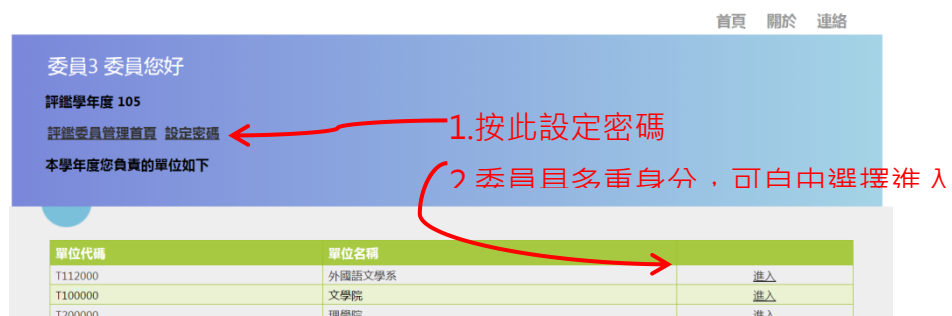 首頁 關於 連絡
委員3 委員您好
評鑑學年度 105
評鑑委員管理首頁 設定密碼
1.按此設定密碼
本學年度您負責的單位如下
2.委員具多重身分，可自由選擇進入
單位代碼 單位名稱
T112000 外國語文學系 進入
T100000 文學院 進入
T200000 理學院 進入